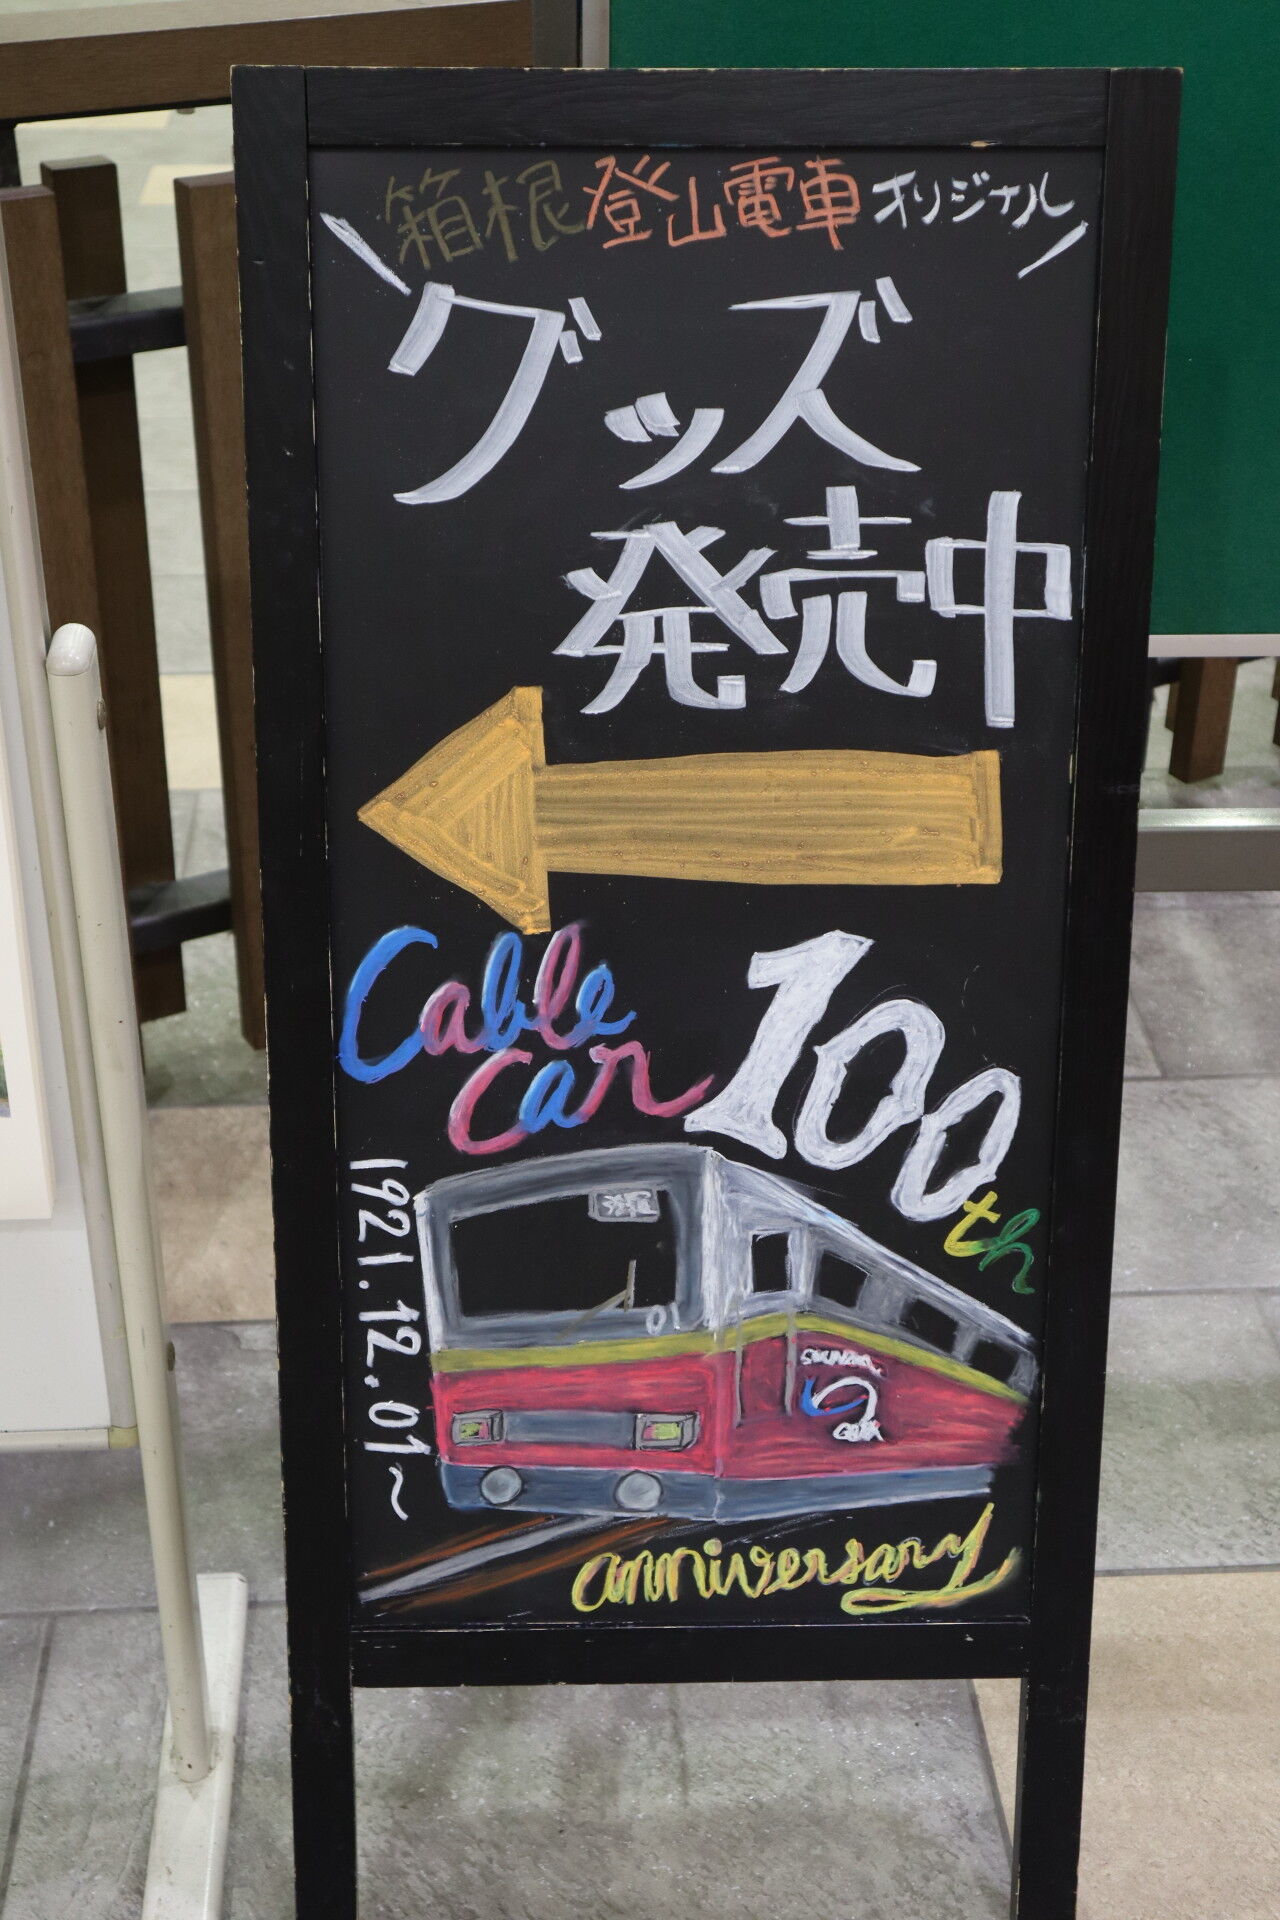 箱根登山電車オリジナル
グッズ
発売中
Cable
Car
100th
1921.12.01~
01
anniversary